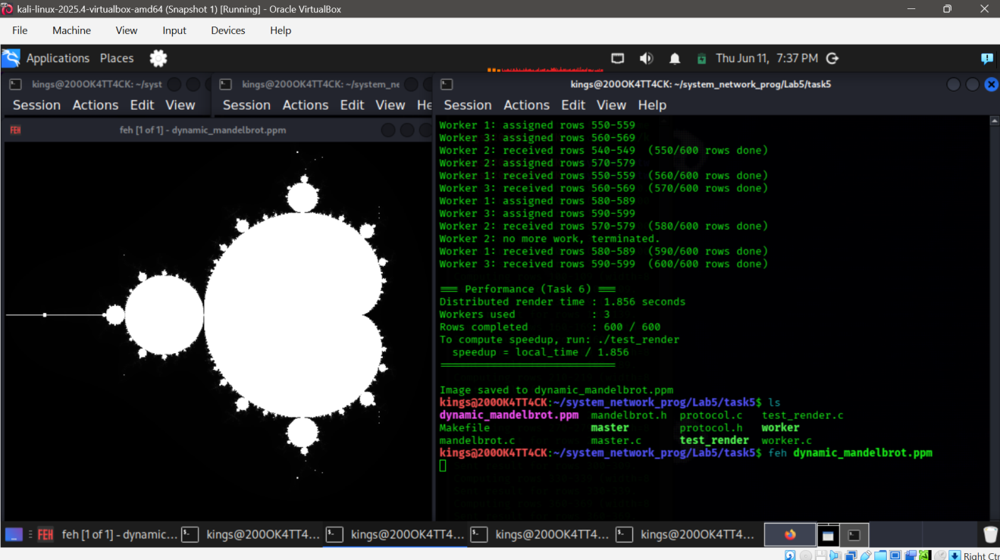 kali-linux-2025.4-virtualbox-amd64 (Snapshot 1) [Running] - Oracle VirtualBox
File Machine View Input Devices Help
Applications Places Thu Jun 11, 7:37 PM
kings@200OK4TT4CK: ~/syst
Session Actions Edit View
kings@200OK4TT4CK: ~/system_ne
Session Actions Edit View He
kings@200OK4TT4CK: ~/system_network_prog/Lab5/task5
Session Actions Edit View Help
FEH feh [1 of 1] - dynamic_mandelbrot.ppm
Worker 1: assigned rows 550-559
Worker 3: assigned rows 560-569
Worker 2: received rows 540-549 (550/600 rows done)
Worker 2: assigned rows 570-579
Worker 1: received rows 550-559 (560/600 rows done)
Worker 3: received rows 560-569 (570/600 rows done)
Worker 1: assigned rows 580-589
Worker 3: assigned rows 590-599
Worker 2: received rows 570-579 (580/600 rows done)
Worker 2: no more work, terminated.
Worker 1: received rows 580-589 (590/600 rows done)
Worker 3: received rows 590-599 (600/600 rows done)
=== Performance (Task 6) ===
Distributed render time : 1.856 seconds
Workers used : 3
Rows completed : 600 / 600
To compute speedup, run: ./test_render
speedup = local_time / 1.856
============================
Image saved to dynamic_mandelbrot.ppm
kings@200OK4TT4CK:~/system_network_prog/Lab5/task5$ ls
dynamic_mandelbrot.ppm mandelbrot.h protocol.c test_render.c
Makefile master protocol.h worker
mandelbrot.c master.c test_render worker.c
kings@200OK4TT4CK:~/system_network_prog/Lab5/task5$ feh dynamic_mandelbrot.ppm
FEH feh [1 of 1] - dynamic... kings@200OK4TT4... kings@200OK4TT4... kings@200OK4TT4... kings@200OK4TT4...
Right Ctr